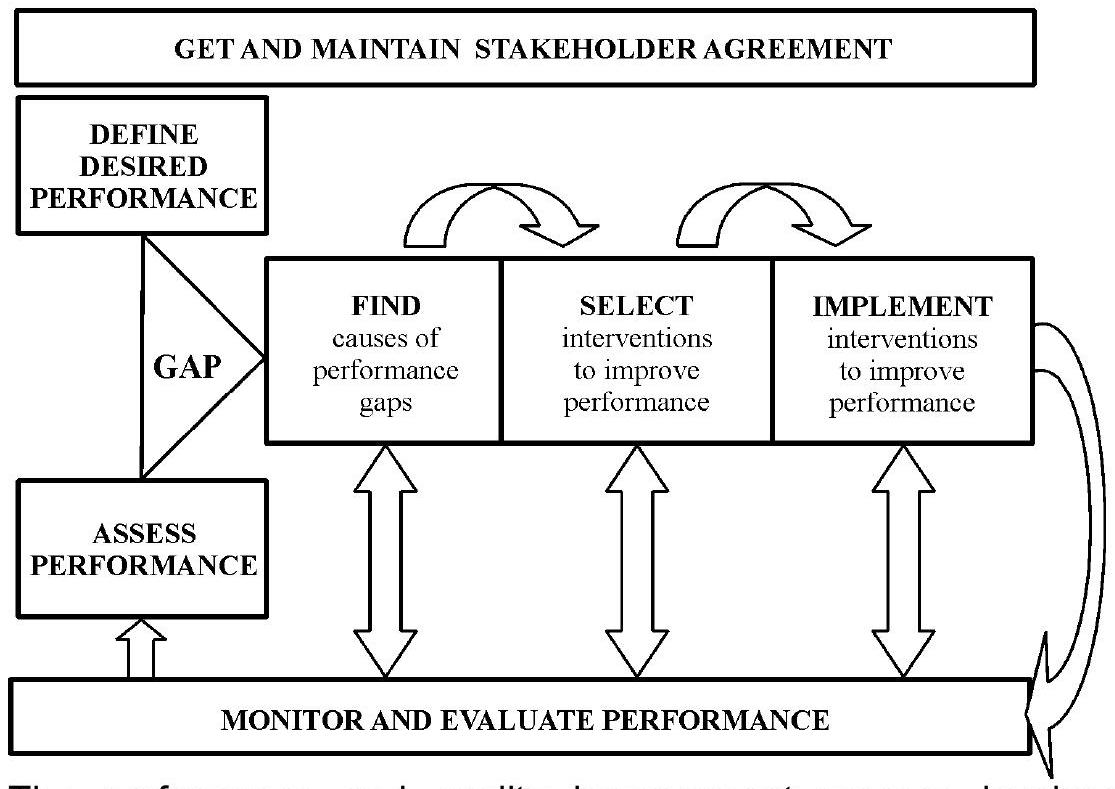 GET AND MAINTAIN STAKEHOLDER AGREEMENT
DEFINE
DESIRED
PERFORMANCE
GAP
ASSESS
PERFORMANCE
FIND
causes of
performance
gaps
SELECT
interventions
to improve
performance
IMPLEMENT
interventions
to improve
performance
MONITOR AND EVALUATE PERFORMANCE